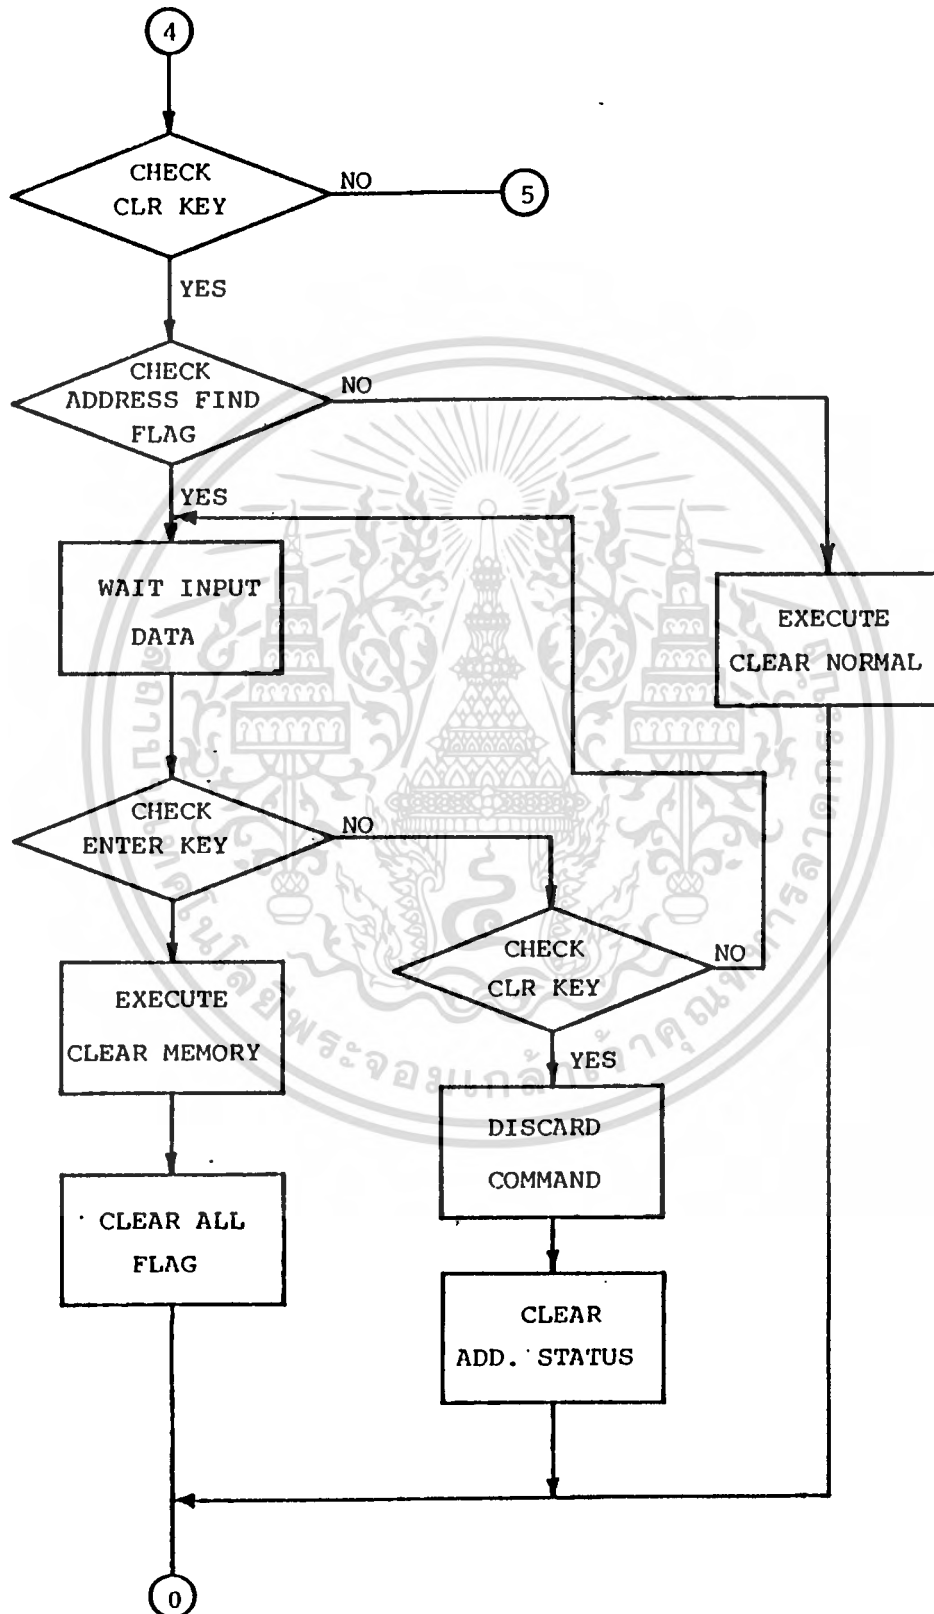 4
CHECK
CLR KEY
NO
5
YES
CHECK
ADDRESS FIND
FLAG
NO
YES
WAIT INPUT
DATA
EXECUTE
CLEAR NORMAL
CHECK
ENTER KEY
NO
CHECK
CLR KEY
NO
EXECUTE
CLEAR MEMORY
YES
DISCARD
COMMAND
CLEAR ALL
FLAG
CLEAR
ADD. STATUS
0